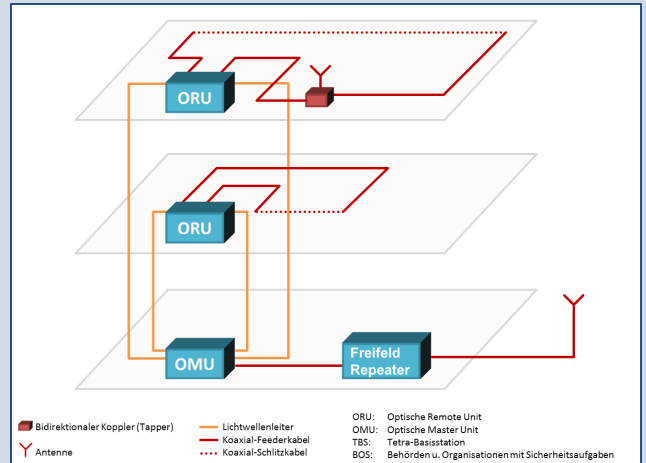 ORU
ORU
OMU
Freifeld
Repeater
Bidirektionaler Koppler (Tapper)
Antenne
Lichtwellenleiter
Koaxial-Feederkabel
Koaxial-Schlitzkabel
ORU: Optische Remote Unit
OMU: Optische Master Unit
TBS: Tetra-Basisstation
BOS: Behörden u. Organisationen mit Sicherheitsaufgaben